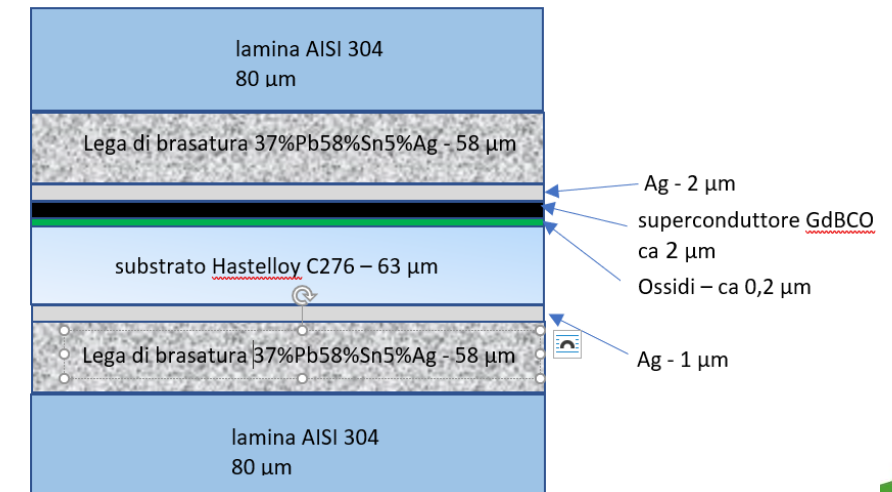 lamina AISI 304
80 µm
Lega di brasatura 37%Pb58%Sn5%Ag - 58 µm
Ag - 2 µm
superconduttore GdBCO
ca 2 µm
substrato Hastelloy C276 – 63 µm
Ossidi – ca 0,2 µm
Lega di brasatura 37%Pb58%Sn5%Ag - 58 µm
Ag - 1 µm
lamina AISI 304
80 µm